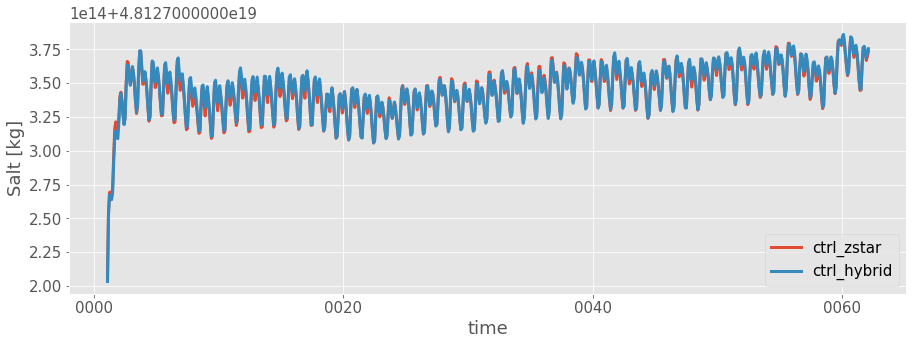 1e14+4.8127000000e19
3.75
3.50
3.25
3.00
2.75
2.50
2.25
2.00
Salt [kg]
ctrl_zstar
ctrl_hybrid
0000 0020 0040 0060
time